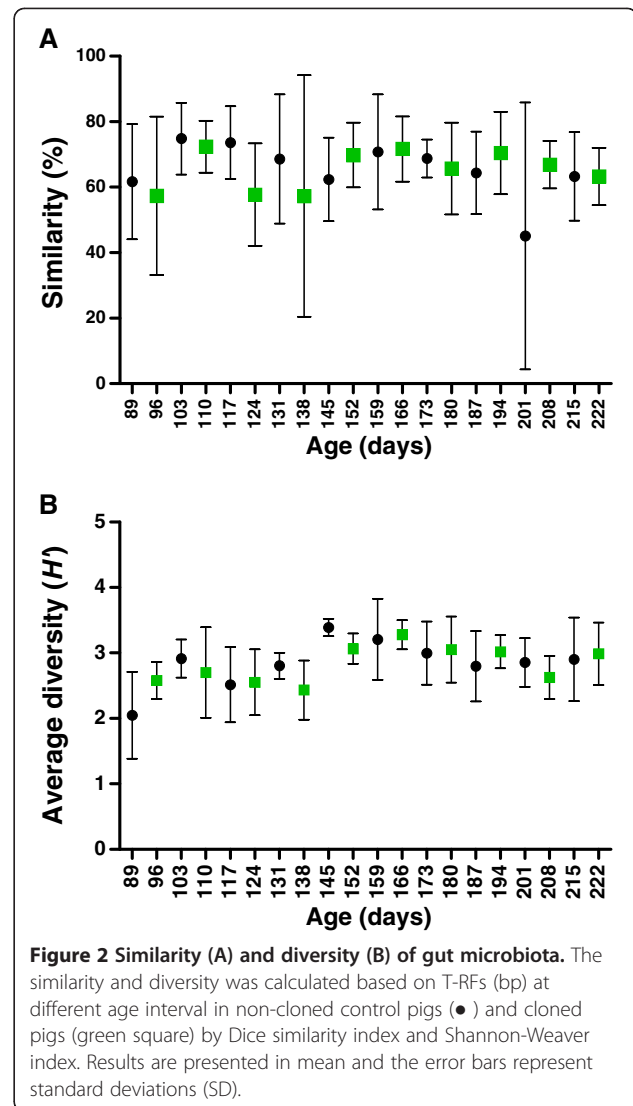 A
Similarity (%)
100
80
60
40
20
0
89 96 103 110 117 124 131 138 145 152 159 166 173 180 187 194 201 208 215 222
Age (days)
B
Average diversity (H')
5
4
3
2
1
0
89 96 103 110 117 124 131 138 145 152 159 166 173 180 187 194 201 208 215 222
Age (days)
Figure 2 Similarity (A) and diversity (B) of gut microbiota. The
similarity and diversity was calculated based on T-RFs (bp) at
different age interval in non-cloned control pigs (● ) and cloned
pigs (green square) by Dice similarity index and Shannon-Weaver
index. Results are presented in mean and the error bars represent
standard deviations (SD).